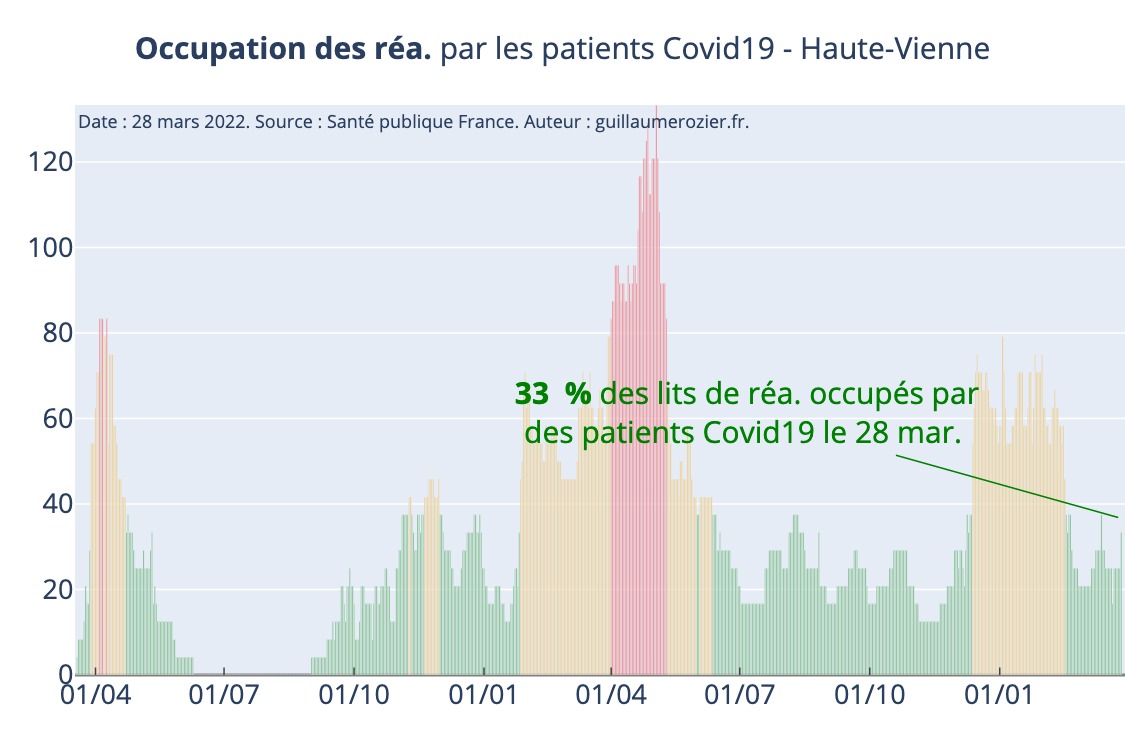 Occupation des réa. par les patients Covid19 - Haute-Vienne
Date : 28 mars 2022. Source : Santé publique France. Auteur : guillaumerozier.fr.
120
100
80
33 % des lits de réa. occupés par
60
des patients Covid19 le 28 mar.
40
20
0
01/04 01/07 01/10 01/01 01/04 01/07 01/10 01/01